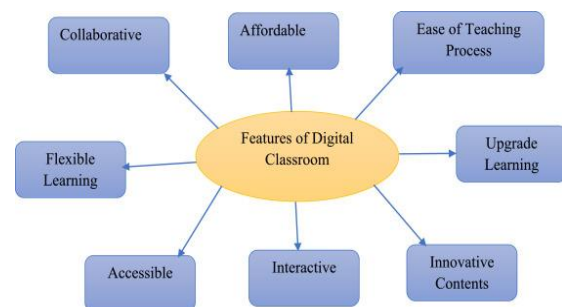 Collaborative
Affordable
Ease of Teaching
Process
Features of Digital
Classroom
Flexible
Learning
Upgrade
Learning
Accessible
Interactive
Innovative
Contents